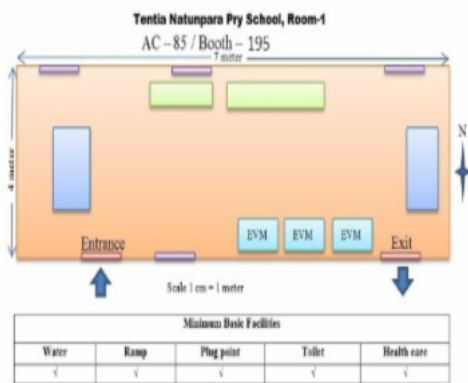 Tentia Natunpara Pry School, Room-1
AC – 85 / Booth – 195
7 meter
4 meter
N
EVM EVM EVM
Entrance Exit
Scale 1 cm = 1 meter
Minimum Basic Facilities
Water Ramp Plug point Toilet Health care
√ √ √ √ √